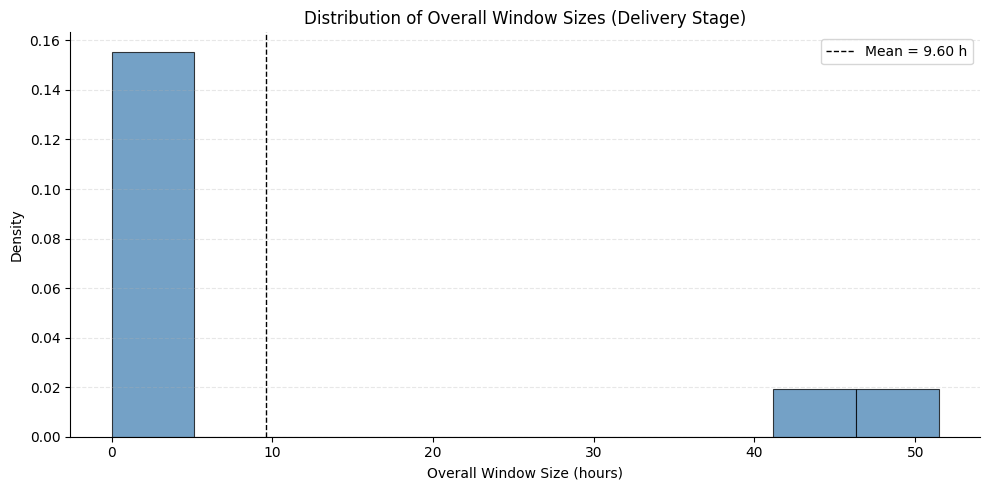 Distribution of Overall Window Sizes (Delivery Stage)
Mean = 9.60 h
0.16
0.14
0.12
0.10
0.08
0.06
0.04
0.02
0.00
Density
0 10 20 30 40 50
Overall Window Size (hours)